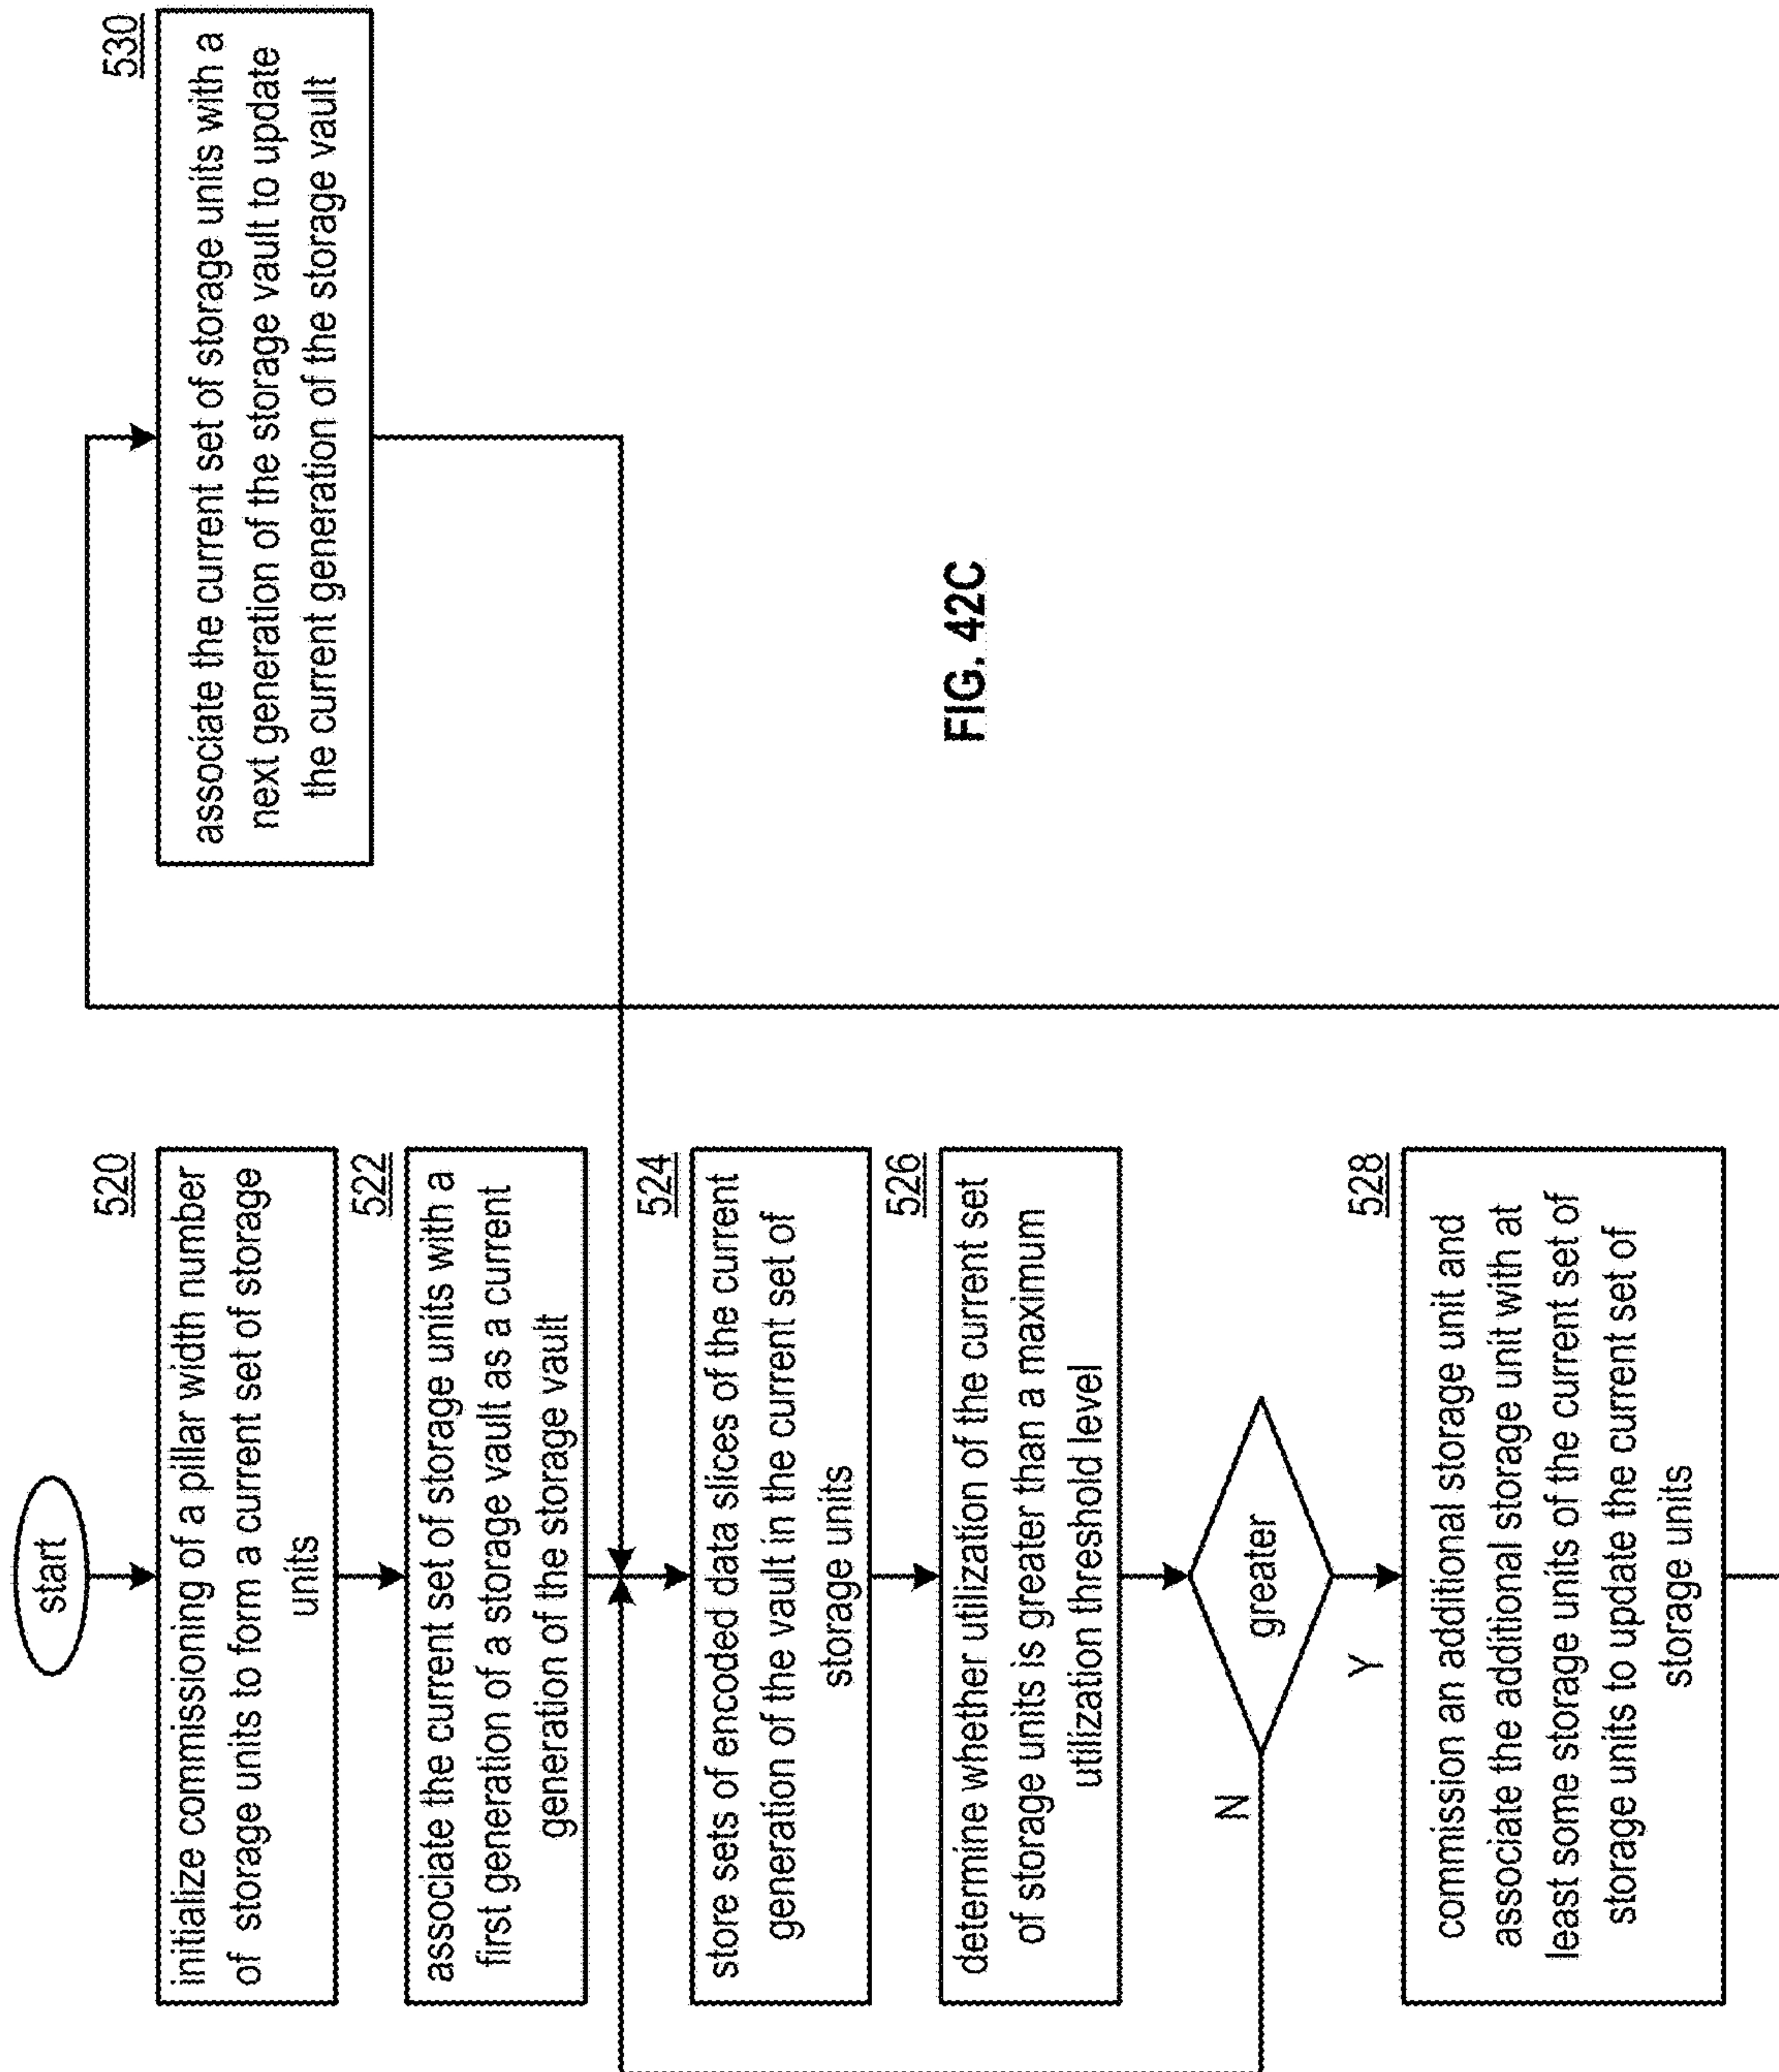 start
520
initialize commissioning of a pillar width number
of storage units to form a current set of storage
units
522
associate the current set of storage units with a
first generation of a storage vault as a current
generation of the storage vault
524
store sets of encoded data slices of the current
generation of the vault in the current set of
storage units
526
determine whether utilization of the current set
of storage units is greater than a maximum
utilization threshold level
greater
N
Y
528
commission an additional storage unit and
associate the additional storage unit with at
least some storage units of the current set of
storage units to update the current set of
storage units
530
associate the current set of storage units with a
next generation of the storage vault to update
the current generation of the storage vault
FIG. 42C